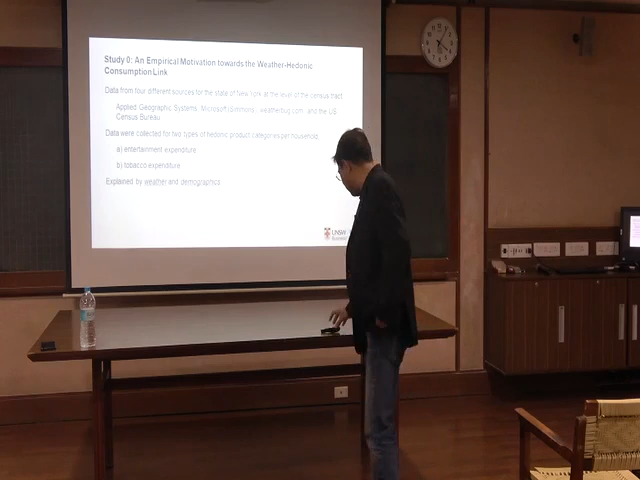 Study 0: An Empirical Motivation towards the Weather-Hedonic
Consumption Link
Data from four different sources for the state of New York at the level of the census tract
Applied Geographic Systems, Microsoft Simmons, weatherbug.com, and the US
Census Bureau
Data were collected for two types of hedonic product categories per household
a) entertainment expenditure
b) tobacco expenditure
Explained by weather and demographics
UNSW
Business